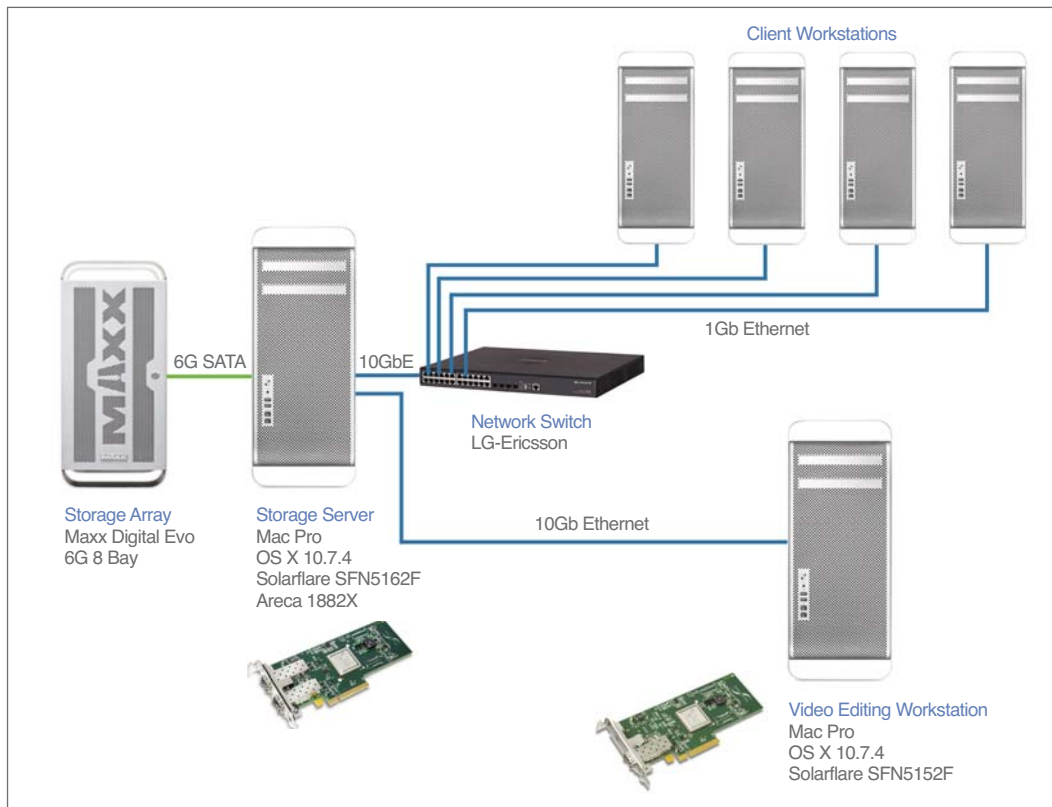 Client Workstations
1Gb Ethernet
6G SATA
10GbE
MAXX
Network Switch
LG-Ericsson
10Gb Ethernet
Storage Array
Maxx Digital Evo
6G 8 Bay
Storage Server
Mac Pro
OS X 10.7.4
Solarflare SFN5162F
Areca 1882X
Video Editing Workstation
Mac Pro
OS X 10.7.4
Solarflare SFN5152F